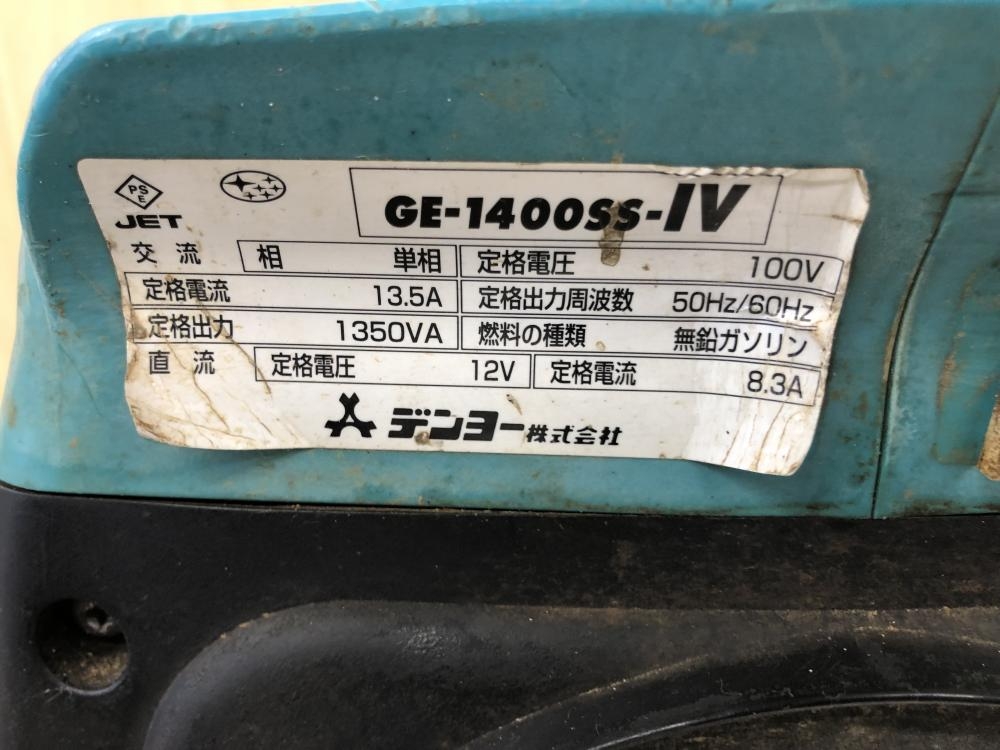 PSE
JET
GE-1400SS-IV
交流 相 単相 定格電圧 100V
定格電流 13.5A 定格出力周波数 50Hz/60Hz
定格出力 1350VA 燃料の種類 無鉛ガソリン
直流 定格電圧 12V 定格電流 8.3A
デンヨー株式会社